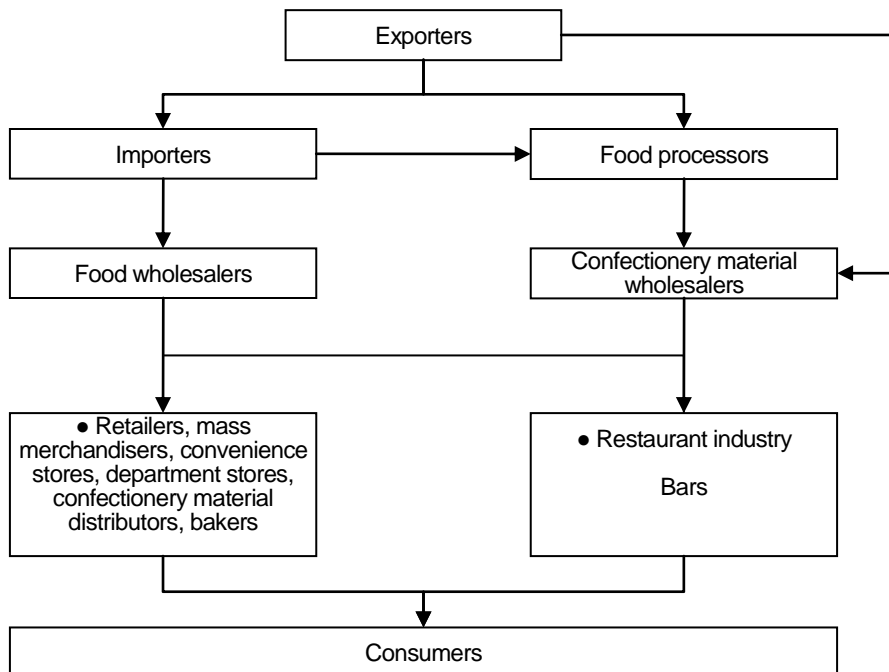 Exporters
Importers
Food processors
Food wholesalers
Confectionery material
wholesalers
● Retailers, mass
merchandisers, convenience
stores, department stores,
confectionery material
distributors, bakers
● Restaurant industry
Bars
Consumers